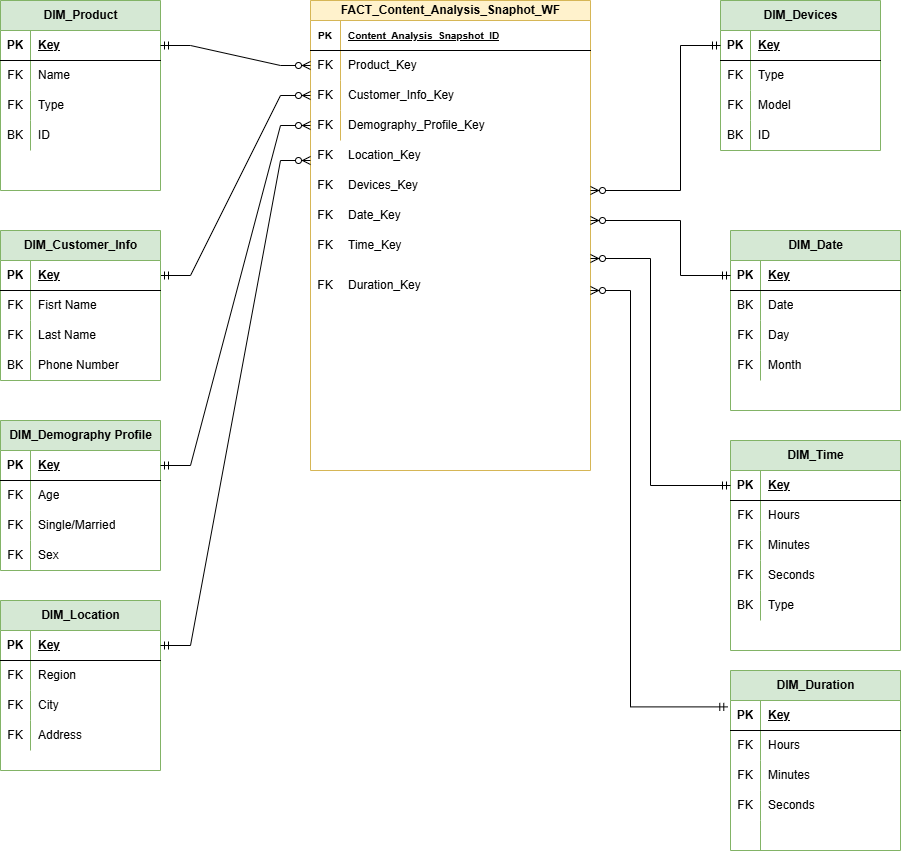 DIM_Product
PK Key
FK Name
FK Type
BK ID
DIM_Customer_Info
PK Key
FK Fisrt Name
FK Last Name
BK Phone Number
DIM_Demography Profile
PK Key
FK Age
FK Single/Married
FK Sex
DIM_Location
PK Key
FK Region
FK City
FK Address
FACT_Content_Analysis_Snaphot_WF
PK Content_Analysis_Snapshot_ID
FK Product_Key
FK Customer_Info_Key
FK Demography_Profile_Key
FK Location_Key
FK Devices_Key
FK Date_Key
FK Time_Key
FK Duration_Key
DIM_Devices
PK Key
FK Type
FK Model
BK ID
DIM_Date
PK Key
BK Date
FK Day
FK Month
DIM_Time
PK Key
FK Hours
FK Minutes
FK Seconds
BK Type
DIM_Duration
PK Key
FK Hours
FK Minutes
FK Seconds